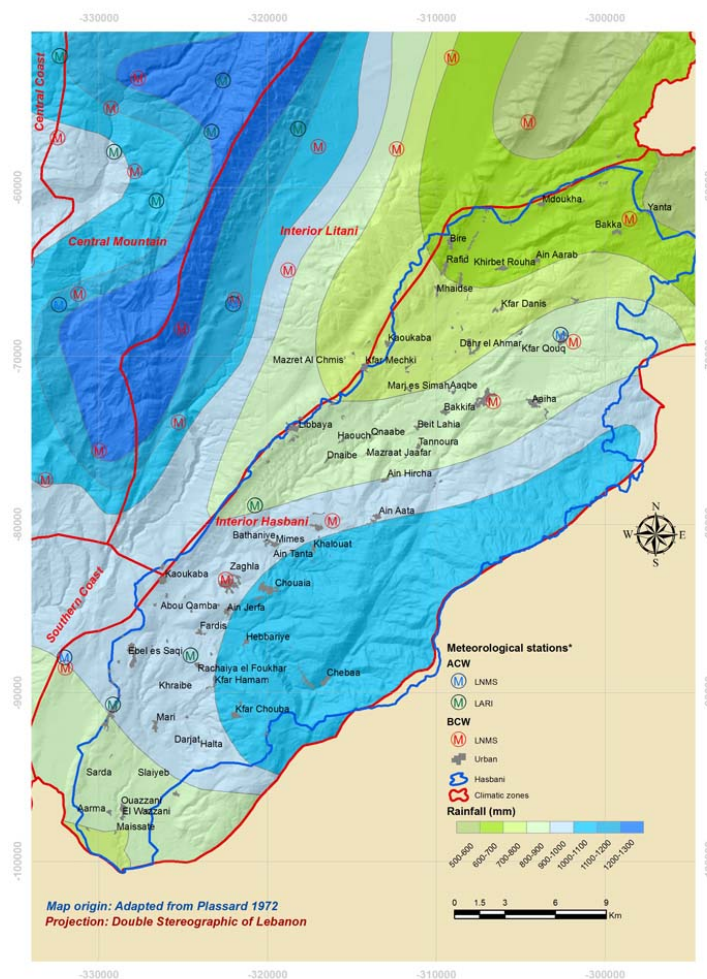 -330000 -320000 -310000 -300000
Central Coast
Central Mountain
Interior Litani
-60000
Mdoukha
Yanta
Bakka
Bire
Rafid
Khirbet Rouha
Ain Aarab
Mhaidse
Kfar Danis
Kaoukaba
Dahr el Ahmar
Kfar Qouq
-70000
Mazret Al Chmis
Kfar Mechki
Marj es Simah
Aaqbe
Bakkifa
Aaiha
Libbaya
Haouch
Qnaabe
Beit Lahia
Tannoura
Dnaibe
Mazraat Jaafar
Ain Hircha
Ain Aata
-80000
Interior Hasbani
Bathaniye
Mimes
Khalouat
Ain Tanta
Zaghla
Kaoukaba
Chouaia
Southern Coast
Abou Qamba
Ain Jerfa
Fardis
Hebbariye
Ebel es Saqi
Rachaiya el Foukhar
Chebaa
Khraibe
Kfar Hamam
-90000
Kfar Chouba
Mari
Darjat
Halta
Sarda
Slaiyeb
Aarma
Ouazzani
El Wazzani
Maissate
-100000
N
W E
S
Meteorological stations*
ACW
M LNMS
M LARI
BCW
M LNMS
Urban
Hasbani
Climatic zones
Rainfall (mm)
500-600 600-700 700-800 800-900 900-1000 1000-1100 1100-1200 1200-1300
0 1.5 3 6 9
Km
Map origin: Adapted from Plassard 1972
Projection: Double Stereographic of Lebanon
-330000 -320000 -310000 -300000